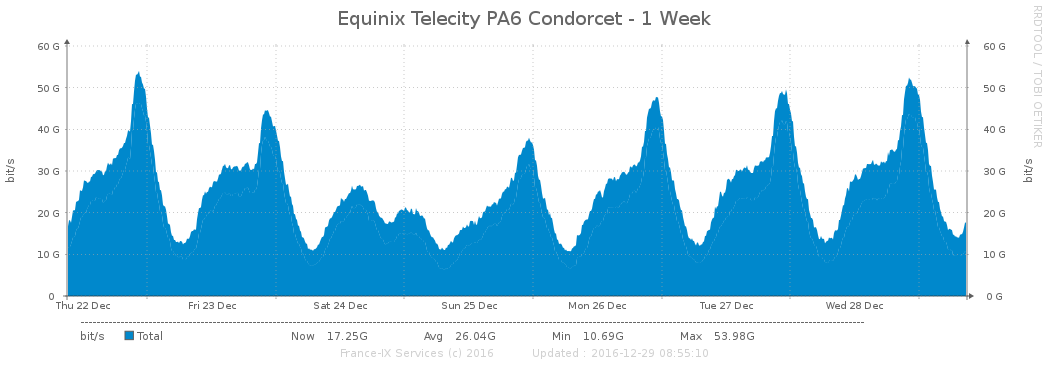 Equinix Telecity PA6 Condorcet - 1 Week
RRDTOOL / TOBI OETIKER
60 G 60 G
50 G 50 G
40 G 40 G
30 G 30 G
20 G 20 G
10 G 10 G
0 0 G
bit/s
bit/s
Thu 22 Dec Fri 23 Dec Sat 24 Dec Sun 25 Dec Mon 26 Dec Tue 27 Dec Wed 28 Dec
bit/s Total Now 17.25G Avg 26.04G Min 10.69G Max 53.98G
France-IX Services (c) 2016 Updated : 2016-12-29 08:55:10